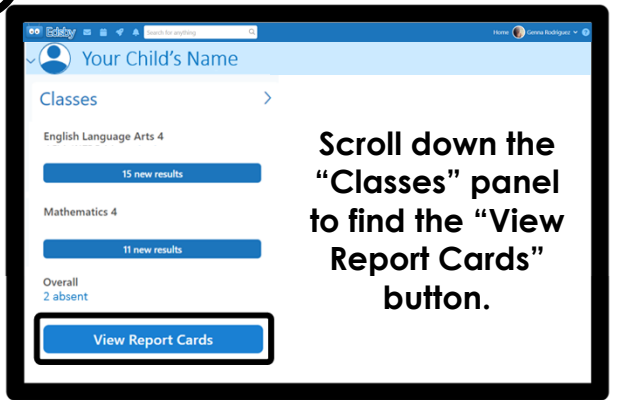 Edsby
Search for anything
Home Genna Rodriguez
Your Child's Name
Classes
English Language Arts 4
15 new results
Mathematics 4
11 new results
Overall
2 absent
View Report Cards
Scroll down the
“Classes” panel
to find the “View
Report Cards”
button.